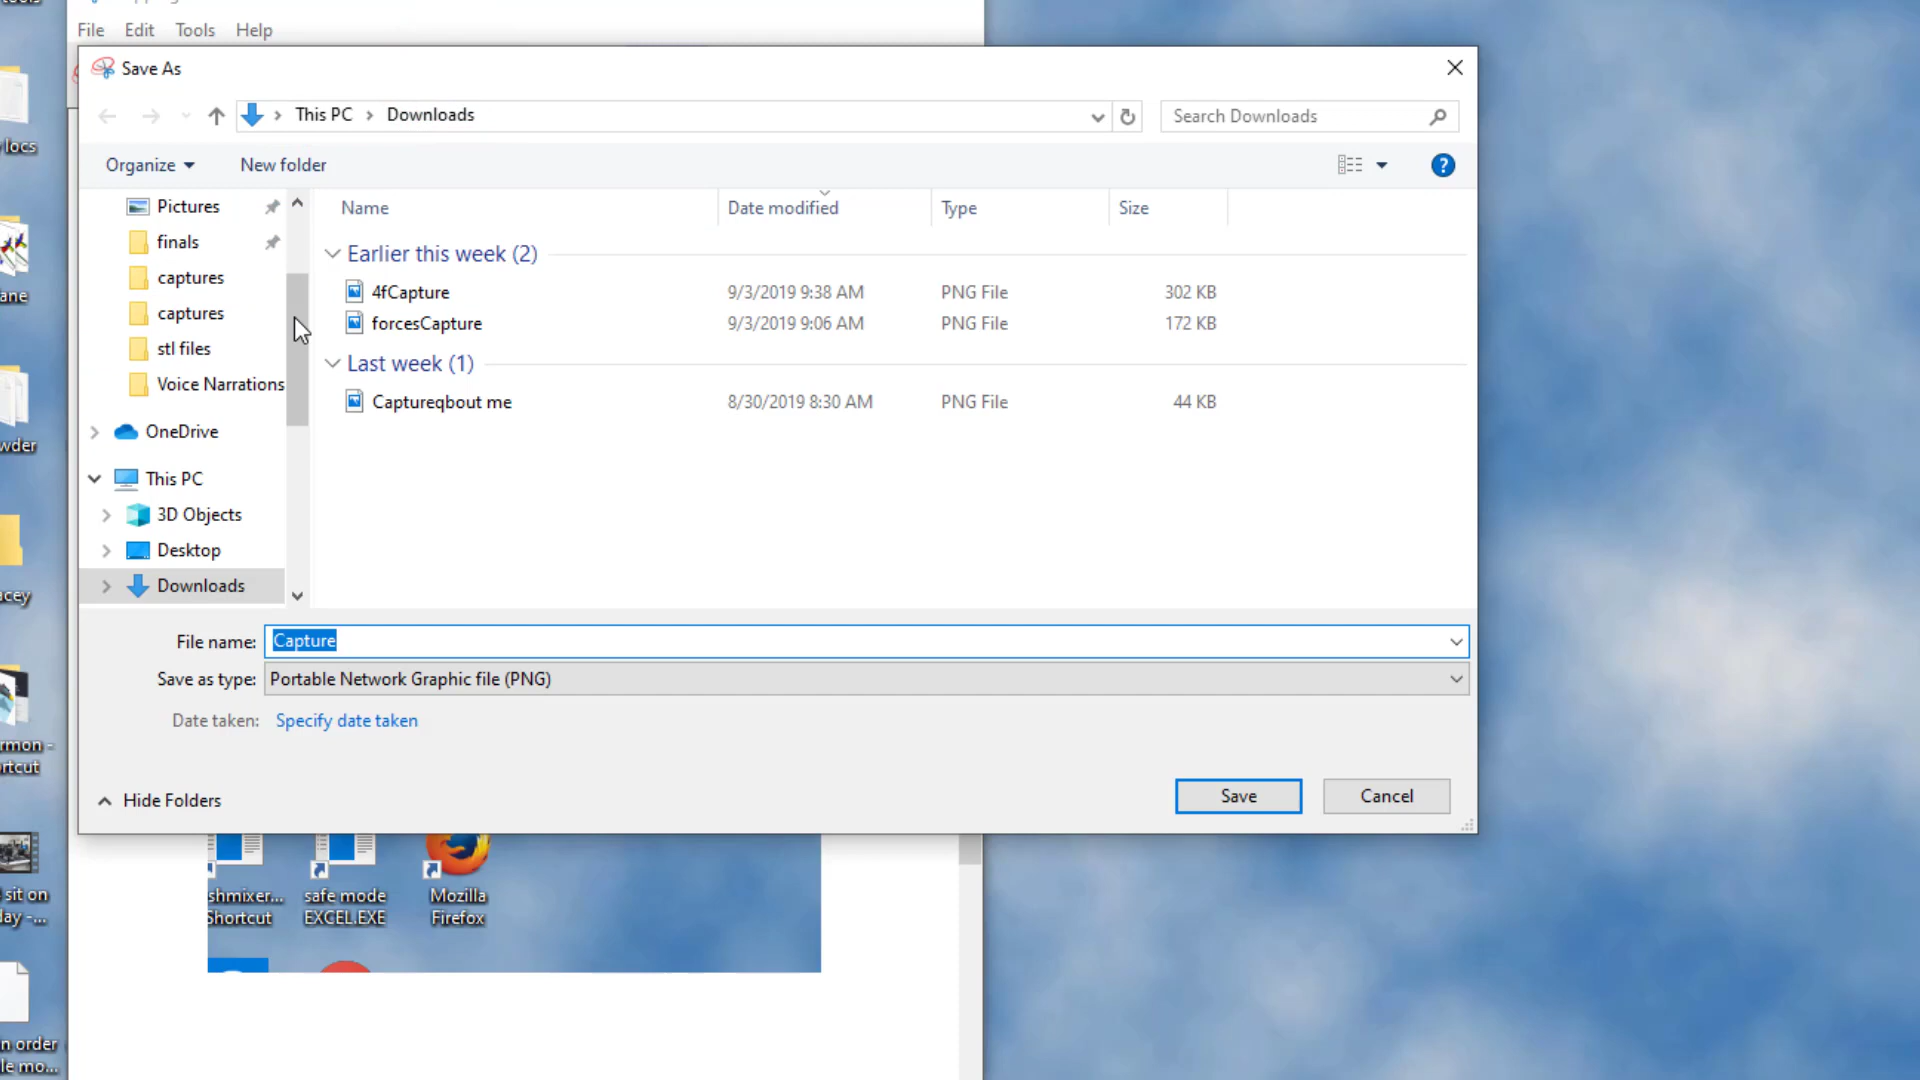 File Edit Tools Help
Save As
This PC Downloads
Search Downloads
Organize New folder
Name Date modified Type Size
Pictures
finals
captures
captures
stl files
Voice Narrations
OneDrive
This PC
3D Objects
Desktop
Downloads
Earlier this week (2)
4fCapture 9/3/2019 9:38 AM PNG File 302 KB
forcesCapture 9/3/2019 9:06 AM PNG File 172 KB
Last week (1)
Captureqbout me 8/30/2019 8:30 AM PNG File 44 KB
File name: Capture
Save as type: Portable Network Graphic file (PNG)
Date taken: Specify date taken
Hide Folders
Save Cancel
locs
ane
wder
acey
rmon -
rtcut
sit on
day -...
n order
le mo...
shmixer...
Shortcut
safe mode
EXCEL.EXE
Mozilla
Firefox